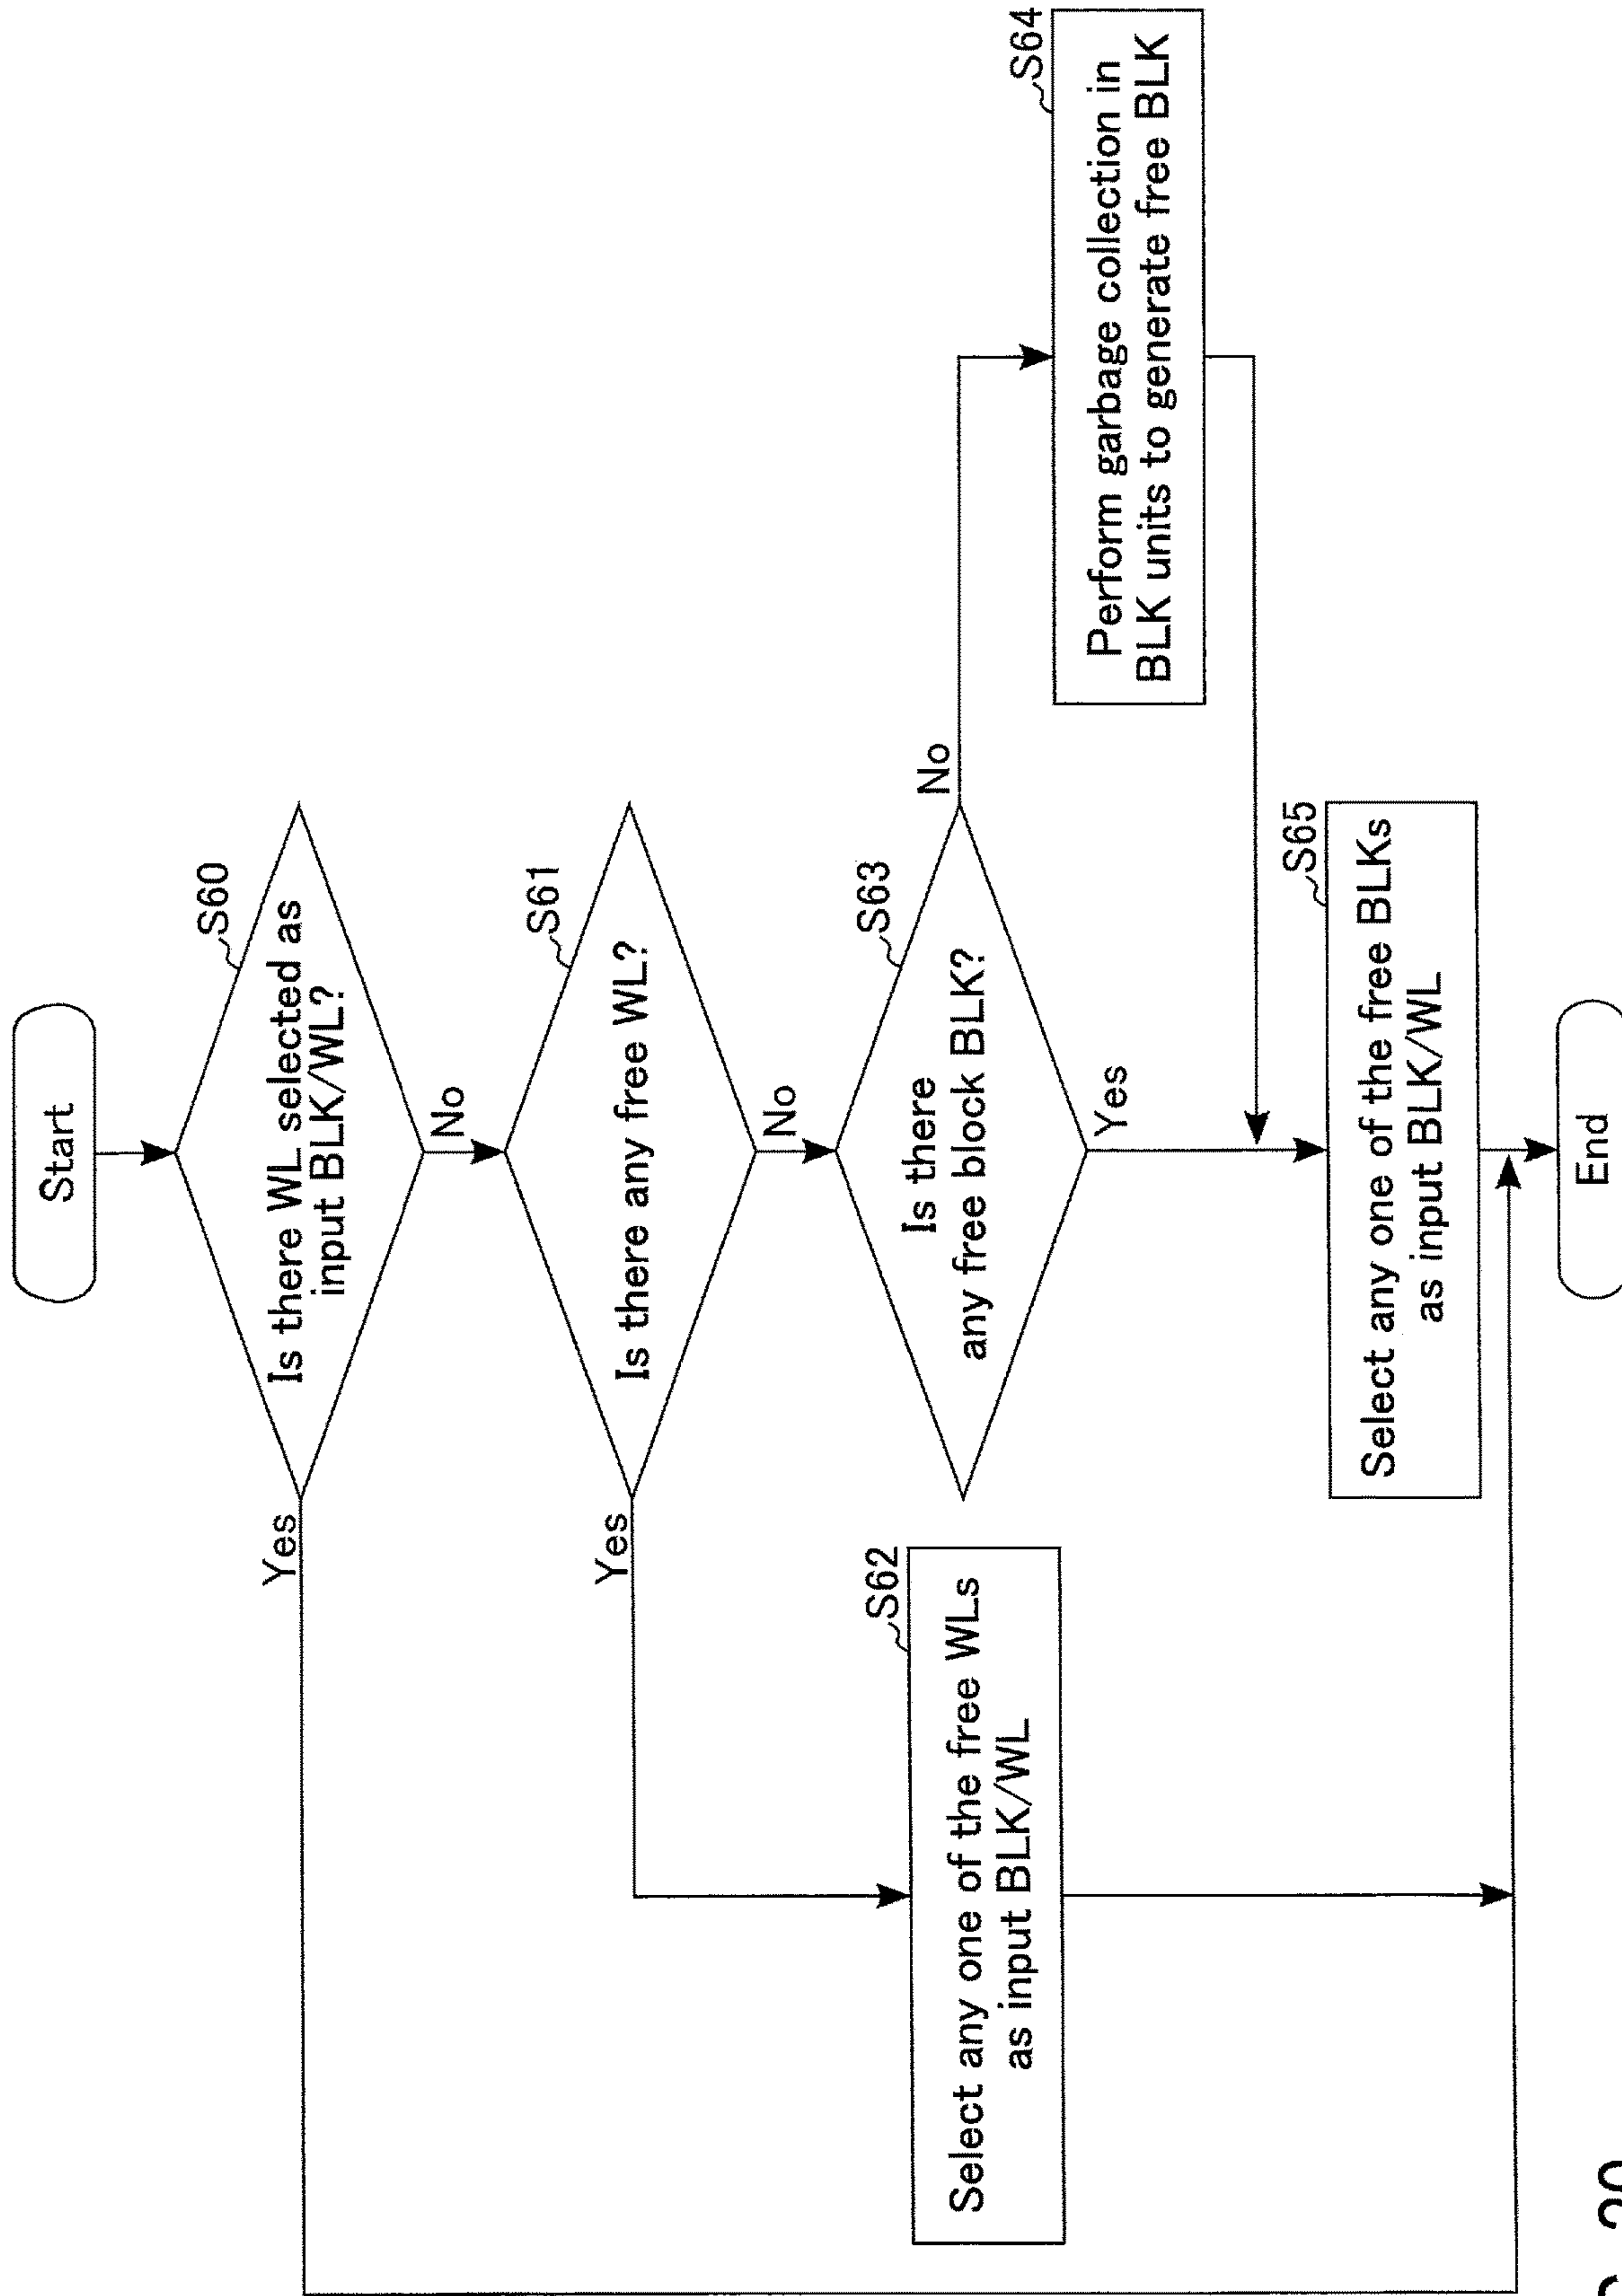 Start
S60
Is there WL selected as
input BLK/WL?
Yes
No
S61
Is there any free WL?
Yes
No
S62
Select any one of the free WLs
as input BLK/WL
S63
Is there
any free block BLK?
No
Yes
S64
Perform garbage collection in
BLK units to generate free BLK
S65
Select any one of the free BLKs
as input BLK/WL
End